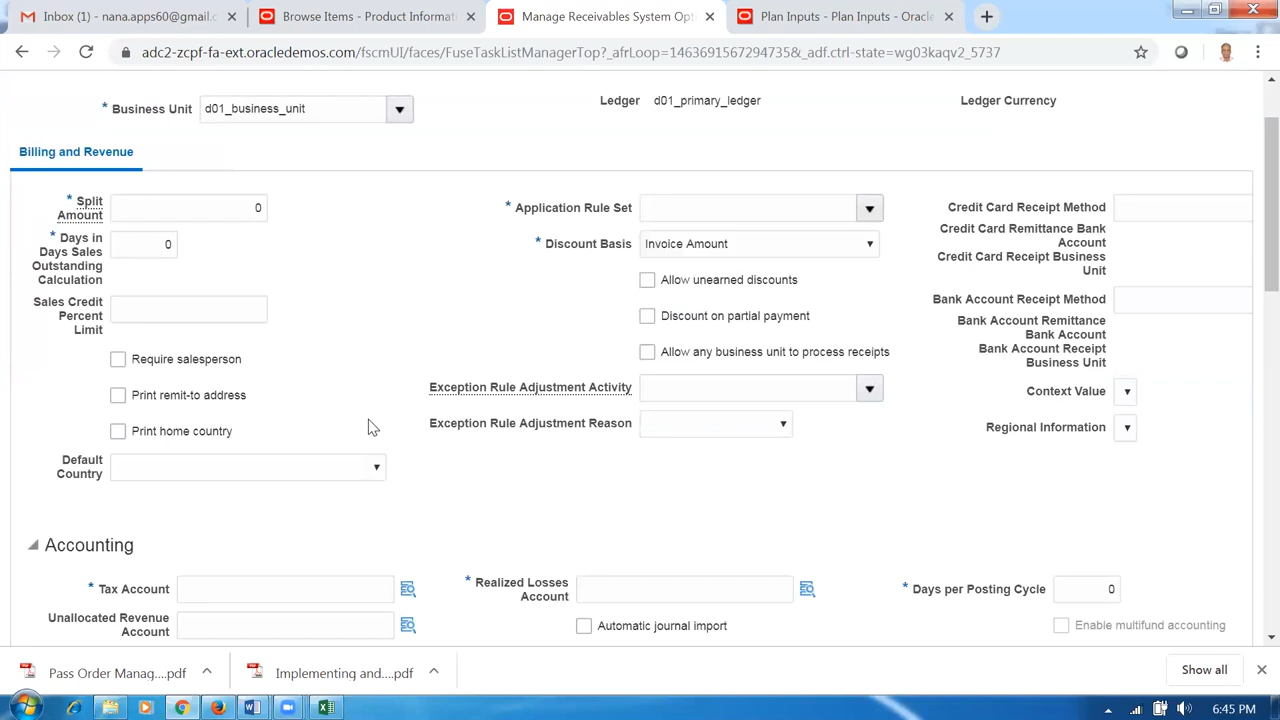 Inbox (1) - nana.apps60@gmail.c
Browse Items - Product Informati
Manage Receivables System Opti
Plan Inputs - Plan Inputs - Oracl
adc2-zcpf-fa-ext.oracledemos.com/fscmUI/faces/FuseTaskListManagerTop?_afrLoop=1463691567294735&_adf.ctrl-state=wg03kaqv2_5737
* Business Unit d01_business_unit
Ledger d01_primary_ledger
Ledger Currency
Billing and Revenue
* Split Amount 0
* Application Rule Set
Credit Card Receipt Method
* Days in Days Sales Outstanding Calculation 0
* Discount Basis Invoice Amount
Credit Card Remittance Bank Account
Credit Card Receipt Business Unit
Allow unearned discounts
Sales Credit Percent Limit
Discount on partial payment
Bank Account Receipt Method
Bank Account Remittance Bank Account
Bank Account Receipt Business Unit
Require salesperson
Allow any business unit to process receipts
Print remit-to address
Exception Rule Adjustment Activity
Context Value
Print home country
Exception Rule Adjustment Reason
Regional Information
Default Country
Accounting
* Tax Account
* Realized Losses Account
* Days per Posting Cycle 0
Unallocated Revenue Account
Automatic journal import
Enable multifund accounting
Pass Order Manag....pdf
Implementing and....pdf
Show all
6:45 PM